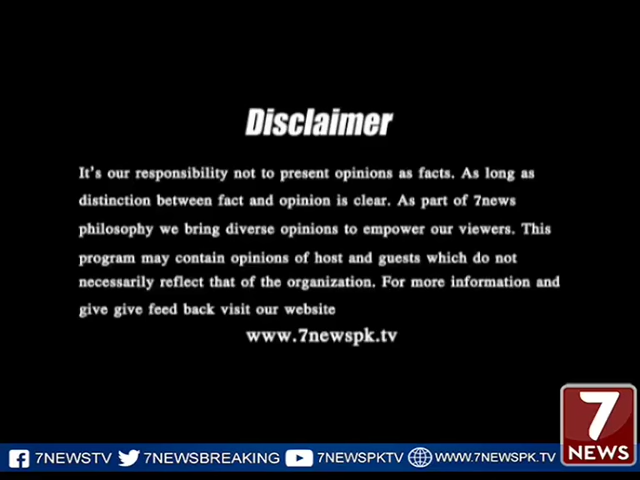 Disclaimer
It's our responsibility not to present opinions as facts. As long as
distinction between fact and opinion is clear. As part of 7news
philosophy we bring diverse opinions to empower our viewers. This
program may contain opinions of host and guests which do not
necessarily reflect that of the organization. For more information and
give give feed back visit our website
www.7newspk.tv
7
NEWS
7NEWSTV 7NEWSBREAKING 7NEWSPKTV WWW.7NEWSPK.TV